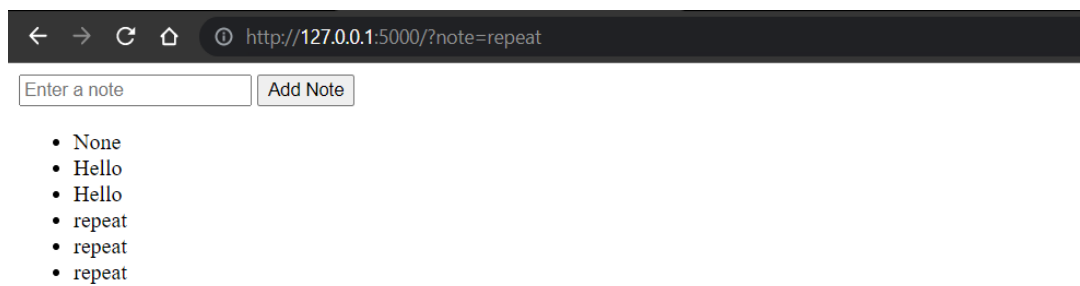 http://127.0.0.1:5000/?note=repeat
Enter a note Add Note
None
Hello
Hello
repeat
repeat
repeat